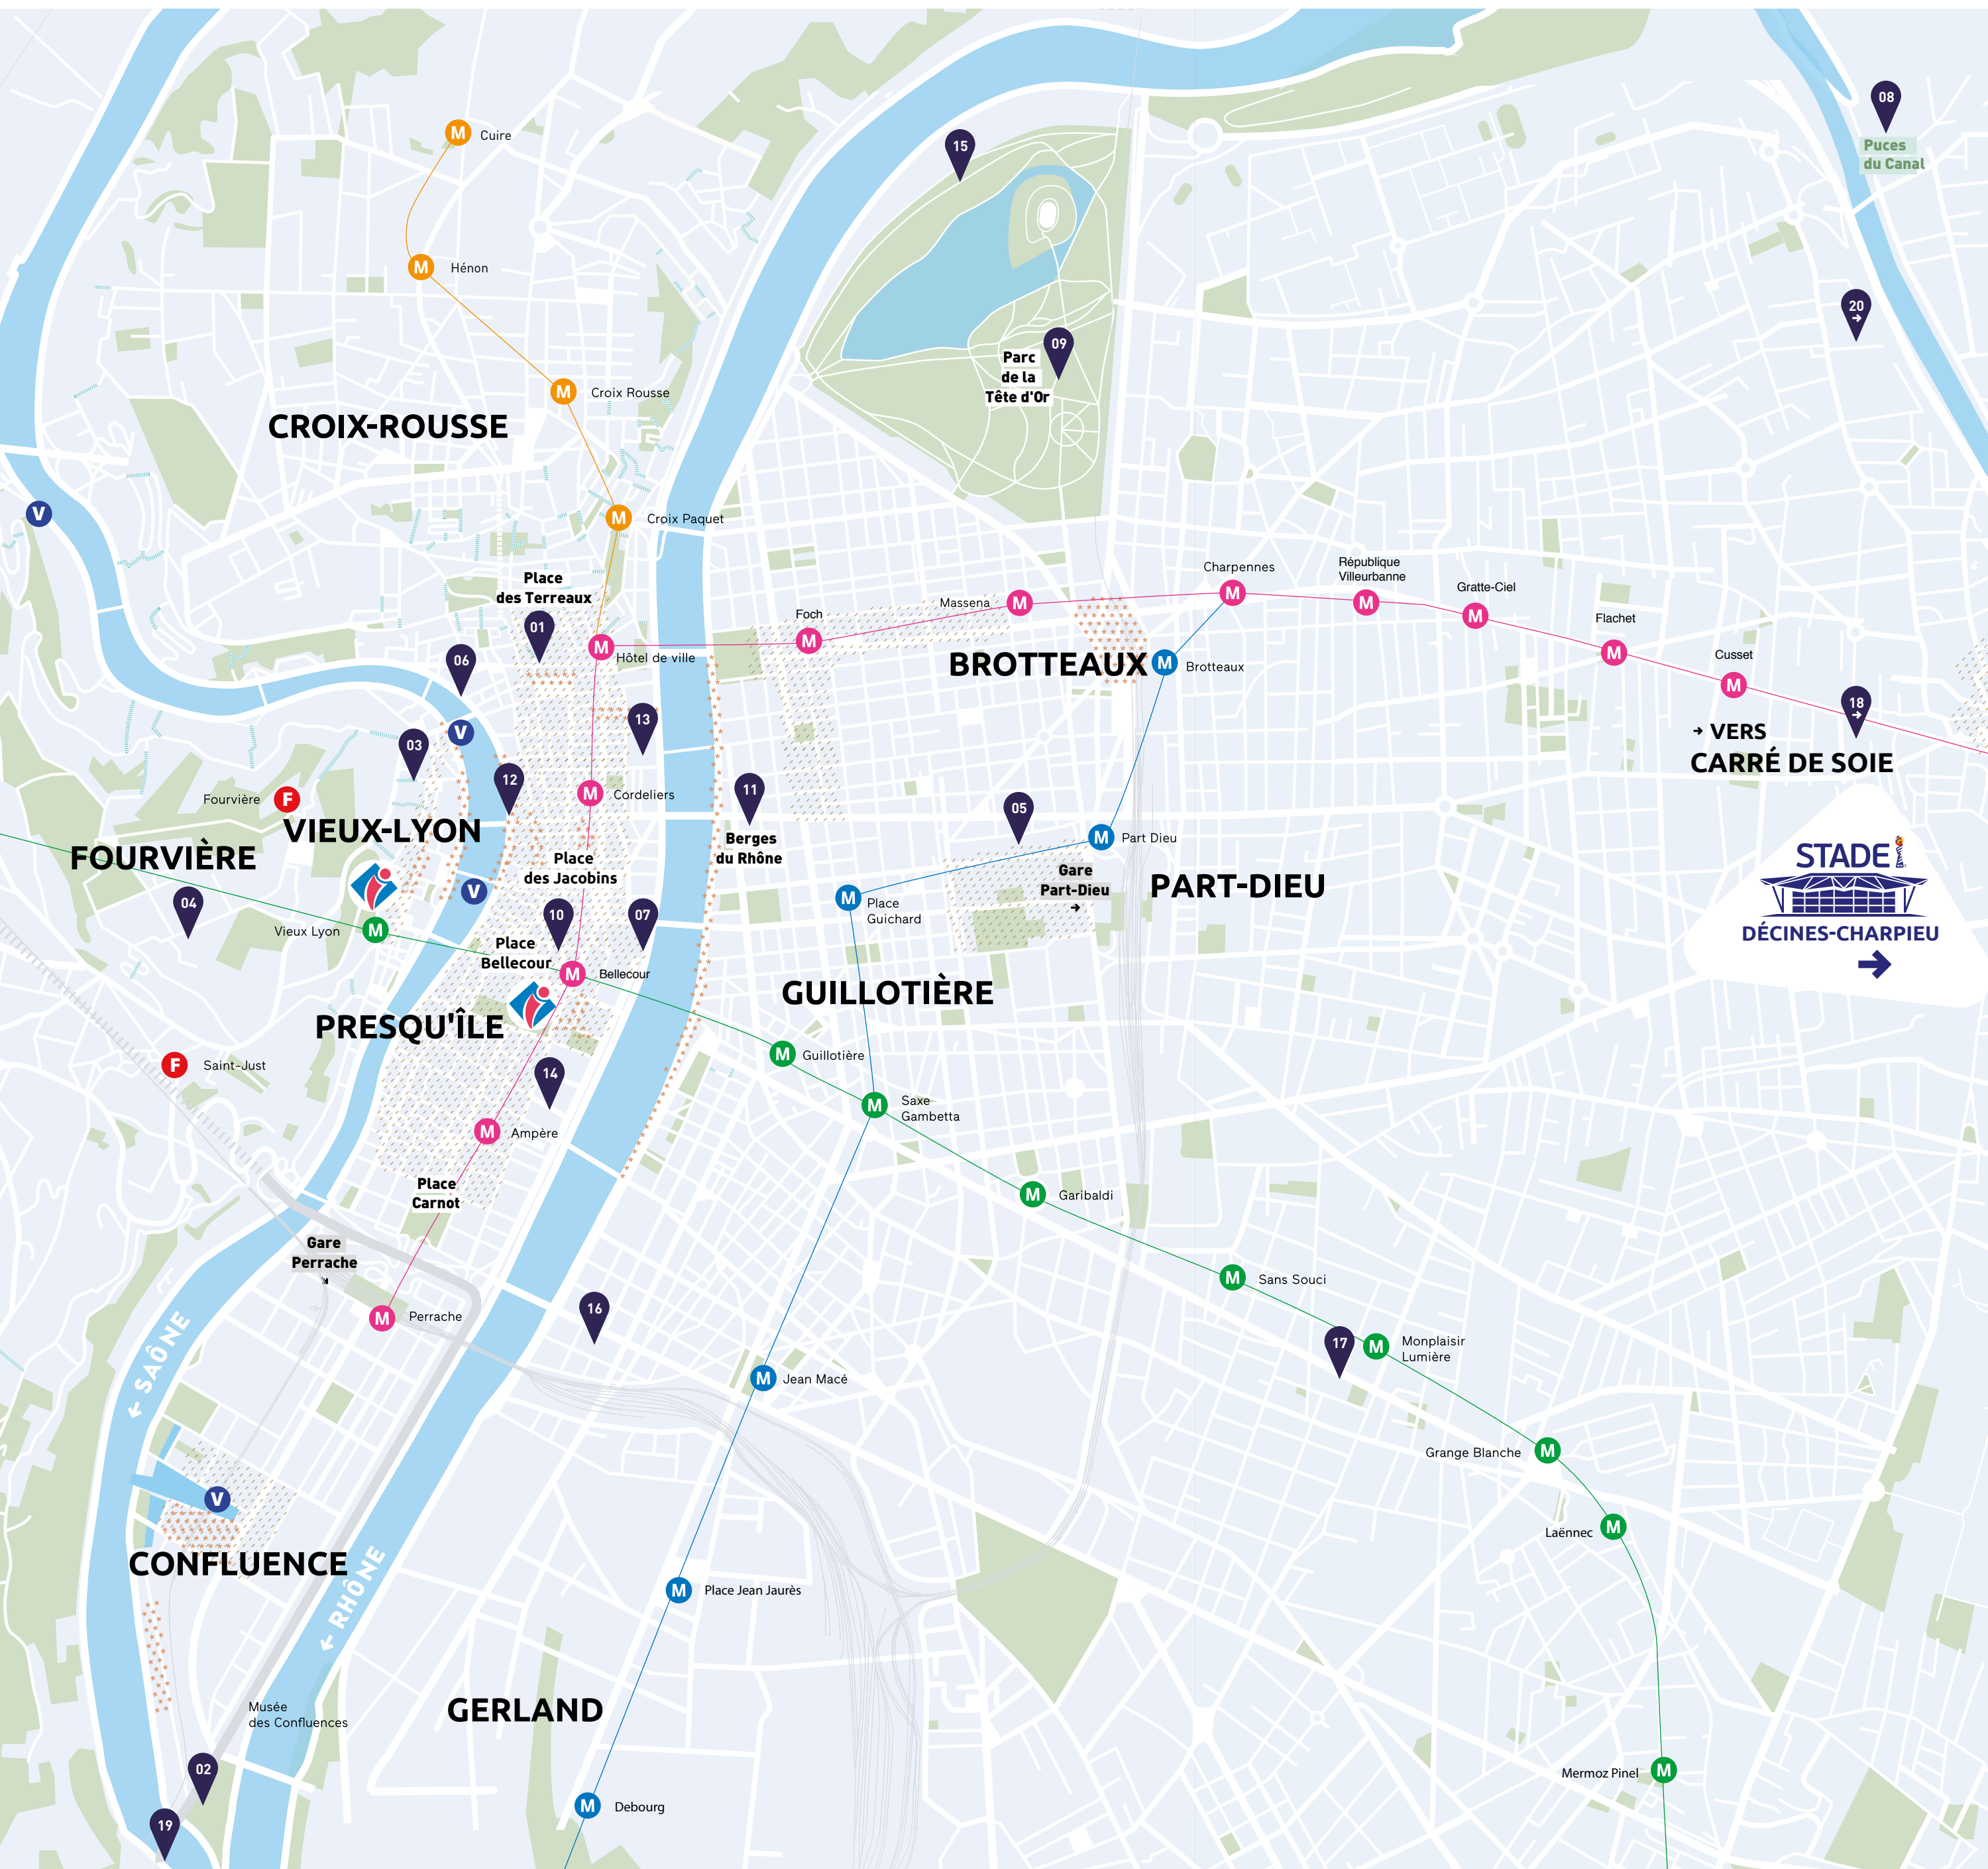 08
Puces
du Canal
M Cuire
15
M Hénon
20
→
09
Parc
de la
Tête d'Or
M Croix Rousse
CROIX-ROUSSE
V
M Croix Paquet
Place
des Terreaux
01
M
Hôtel de ville
Foch
M
Massena M
Charpennes
M
République
Villeurbanne
M
Gratte-Ciel
M
Flachet
M
Cusset
M
06
BROTTEAUX
M Brotteaux
18
→
→ VERS
CARRÉ DE SOIE
13
V
03
12
11
Berges
du Rhône
05
Fourvière F
M Cordeliers
VIEUX-LYON
FOURVIÈRE
M Part Dieu
Place
des Jacobins
Gare
Part-Dieu
→
PART-DIEU
STADE
DÉCINES-CHARPIEU
→
V
04
10
07
M Place
Guichard
Vieux Lyon M
Place
Bellecour
M Bellecour
GUILLOTIÈRE
PRESQU'ÎLE
F Saint-Just
M Guillotière
14
M Saxe
Gambetta
M Ampère
Place
Carnot
M Garibaldi
Gare
Perrache
↘
M Sans Souci
16
M Perrache
17
M Monplaisir
Lumière
← SAÔNE
M Jean Macé
Grange Blanche M
V
Laënnec M
CONFLUENCE
← RHÔNE
M Place Jean Jaurès
Musée
des Confluences
GERLAND
02
Mermoz Pinel M
19
M Debourg